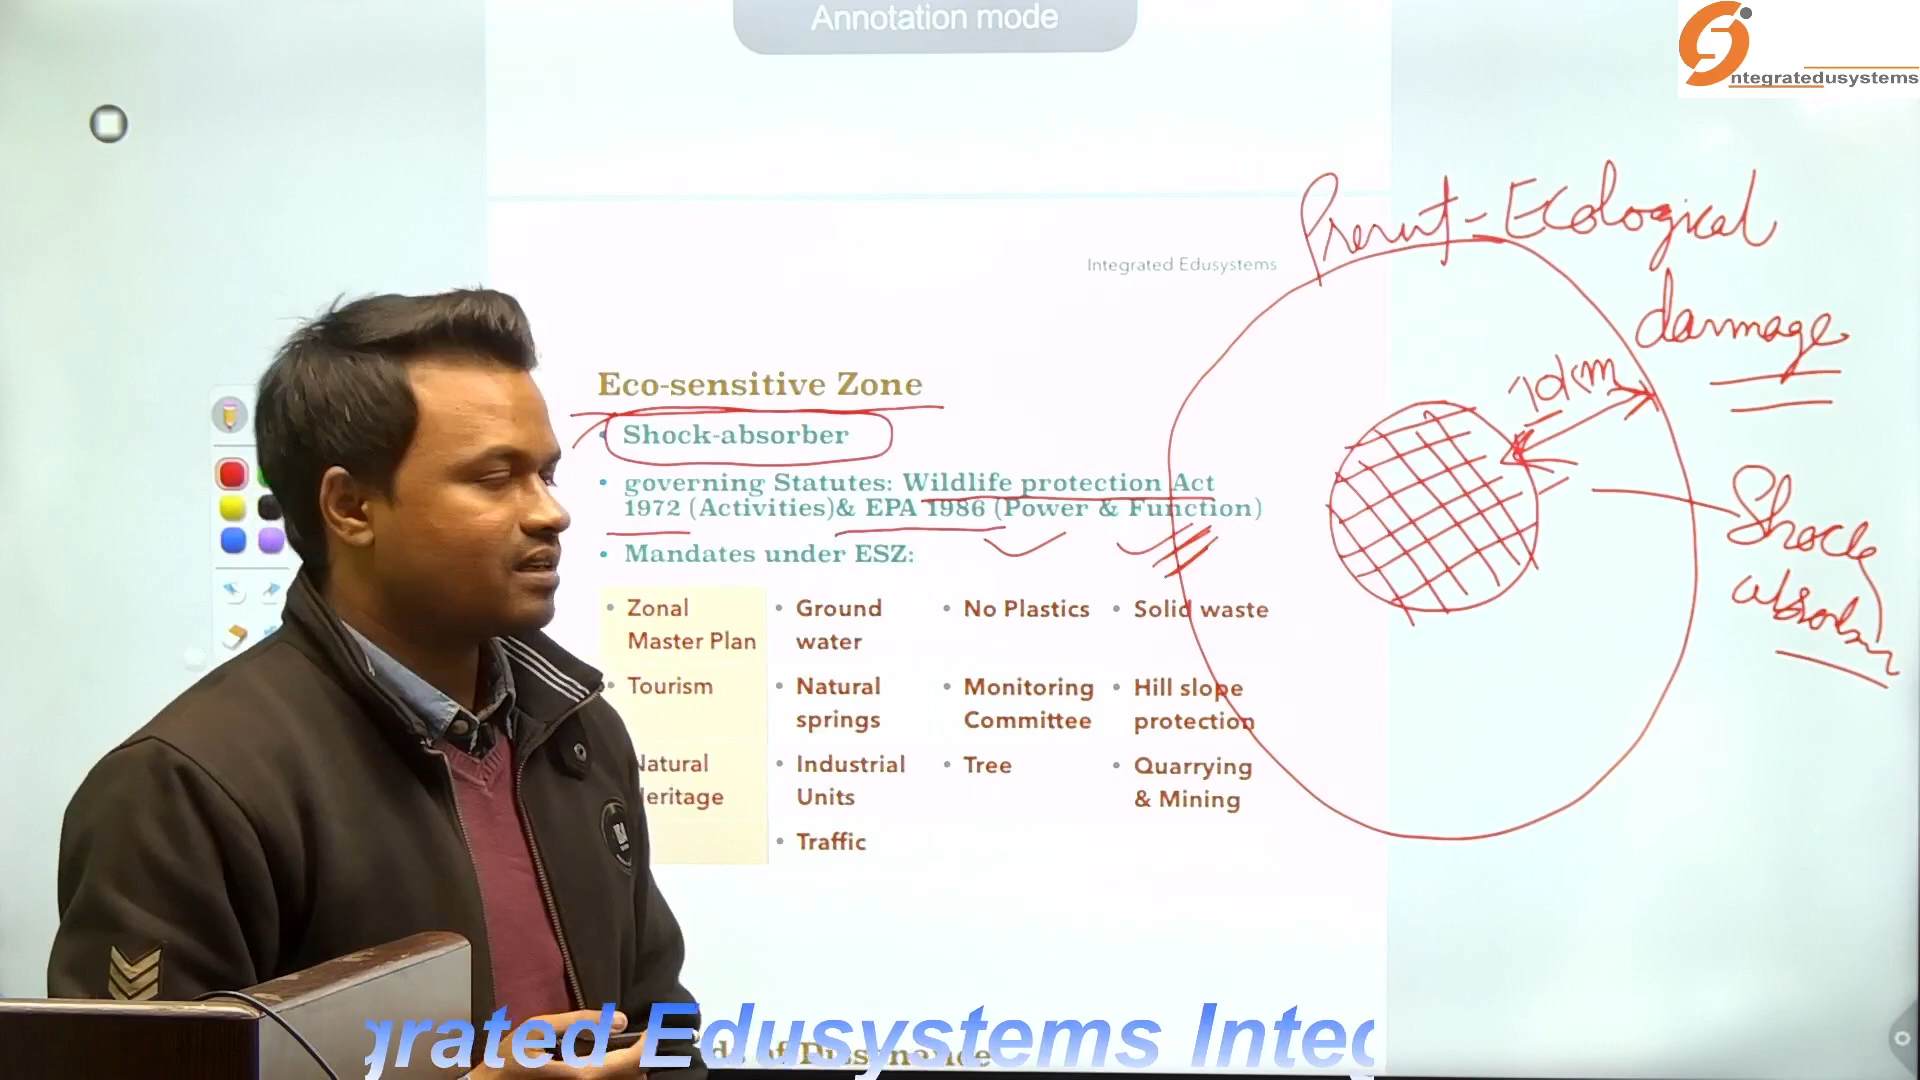 Annotation mode
ntegratedusystems
Prevent - Ecological
damage
Integrated Edusystems
10km
Eco-sensitive Zone
• Shock-absorber
• governing Statutes: Wildlife protection Act
1972 (Activities)& EPA 1986 (Power & Function)
• Mandates under ESZ:
Shock
absorber
• Zonal Master Plan
• Ground water
• No Plastics
• Solid waste
• Tourism
• Natural springs
• Monitoring Committee
• Hill slope protection
Natural
Heritage
• Industrial Units
• Tree
• Quarrying & Mining
• Traffic
grated Edusystems Integ